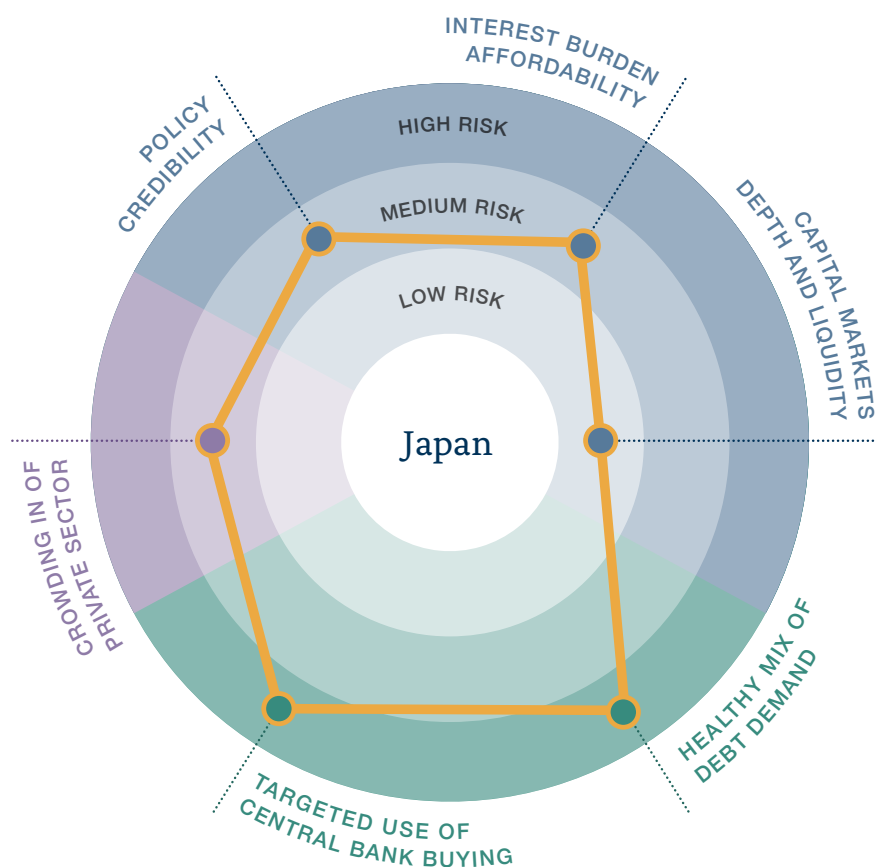 INTEREST BURDEN
AFFORDABILITY
POLICY
CREDIBILITY
HIGH RISK
MEDIUM RISK
LOW RISK
CAPITAL MARKETS
DEPTH AND LIQUIDITY
Japan
CROWDING IN OF
PRIVATE SECTOR
HEALTHY MIX OF
DEBT DEMAND
TARGETED USE OF
CENTRAL BANK BUYING